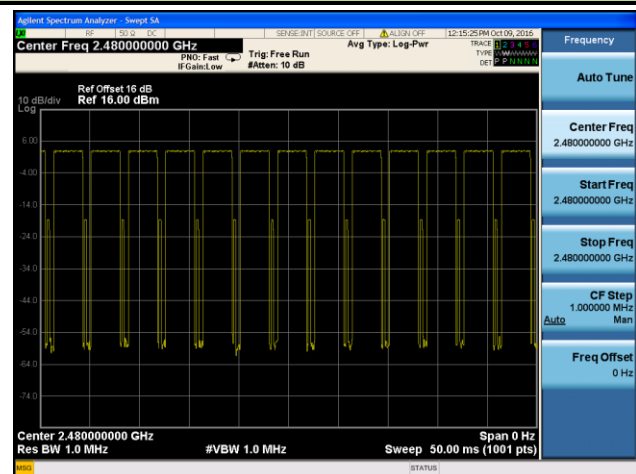 Agilent Spectrum Analyzer - Swept SA
RF 50 Ω DC SENSE:INT SOURCE OFF ALIGN OFF 12:15:25 PM Oct 09, 2016
Center Freq 2.480000000 GHz
PNO: Fast
IFGain:Low
Trig: Free Run
#Atten: 10 dB
Avg Type: Log-Pwr
TRACE 1 2 3 4 5 6
TYPE
DET P P N N N N
Ref Offset 16 dB
10 dB/div Ref 16.00 dBm
Log
6.00
-4.00
-14.0
-24.0
-34.0
-44.0
-54.0
-64.0
-74.0
Center 2.480000000 GHz Span 0 Hz
Res BW 1.0 MHz #VBW 1.0 MHz Sweep 50.00 ms (1001 pts)
MSG STATUS
Frequency
Auto Tune
Center Freq
2.480000000 GHz
Start Freq
2.480000000 GHz
Stop Freq
2.480000000 GHz
CF Step
1.000000 MHz
Auto Man
Freq Offset
0 Hz